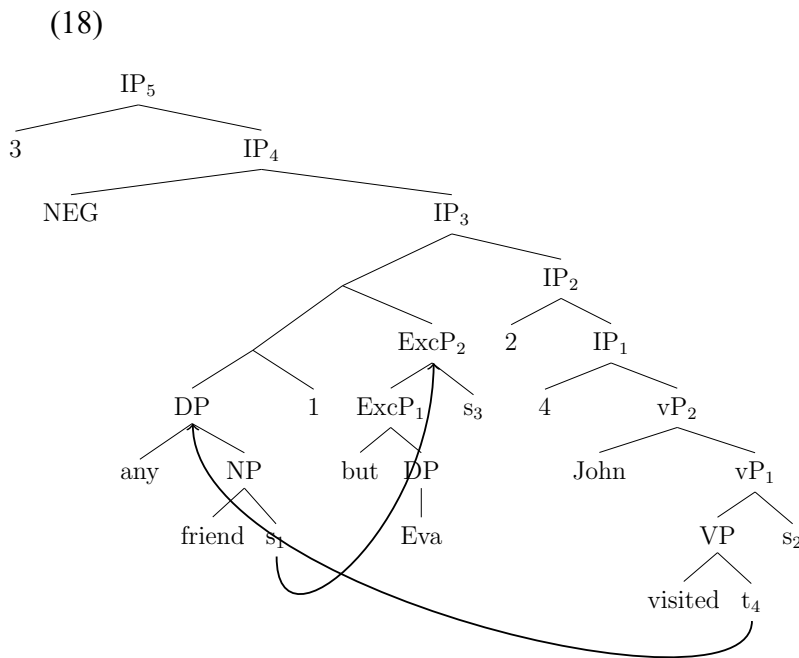 (18)
IP₅
3 IP₄
NEG IP₃
IP₂
ExcP₂ 2 IP₁
DP 1 ExcP₁ s₃ 4 vP₂
any NP but DP John vP₁
friend s₁ Eva VP s₂
visited t₄